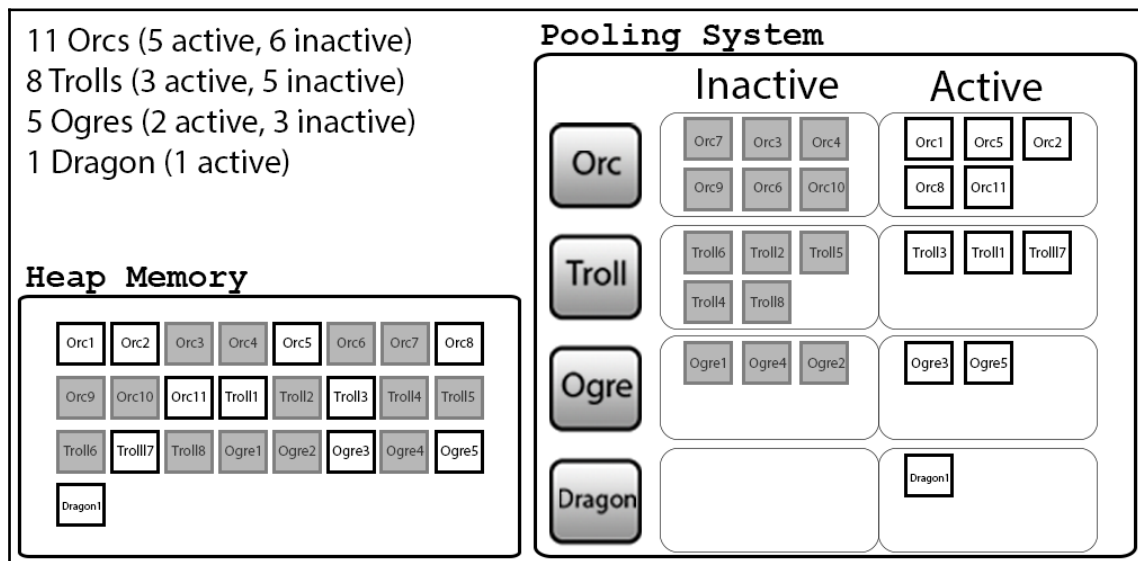 11 Orcs (5 active, 6 inactive)
8 Trolls (3 active, 5 inactive)
5 Ogres (2 active, 3 inactive)
1 Dragon (1 active)
Heap Memory
Orc1 Orc2 Orc3 Orc4 Orc5 Orc6 Orc7 Orc8
Orc9 Orc10 Orc11 Troll1 Troll2 Troll3 Troll4 Troll5
Troll6 Trolll7 Troll8 Ogre1 Ogre2 Ogre3 Ogre4 Ogre5
Dragon1
Pooling System
Inactive Active
Orc
Orc7 Orc3 Orc4 Orc1 Orc5 Orc2
Orc9 Orc6 Orc10 Orc8 Orc11
Troll
Troll6 Troll2 Troll5 Troll3 Troll1 Trolll7
Troll4 Troll8
Ogre
Ogre1 Ogre4 Ogre2 Ogre3 Ogre5
Dragon
Dragon1